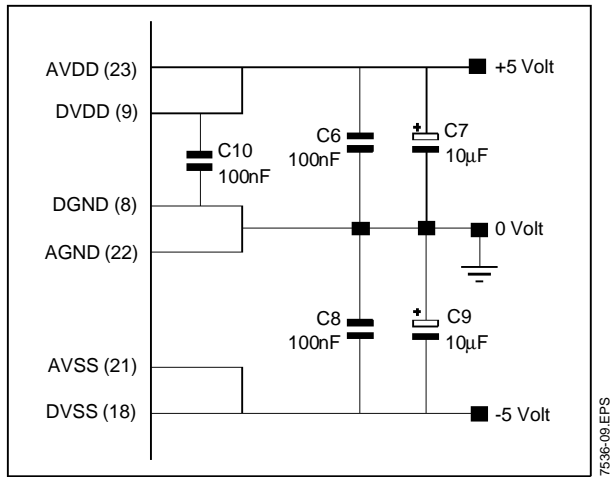 AVDD (23)
+5 Volt
DVDD (9)
C10
100nF
C6
100nF
+
C7
10μF
DGND (8)
0 Volt
AGND (22)
C8
100nF
+
C9
10μF
AVSS (21)
DVSS (18)
-5 Volt
7536-09.EPS